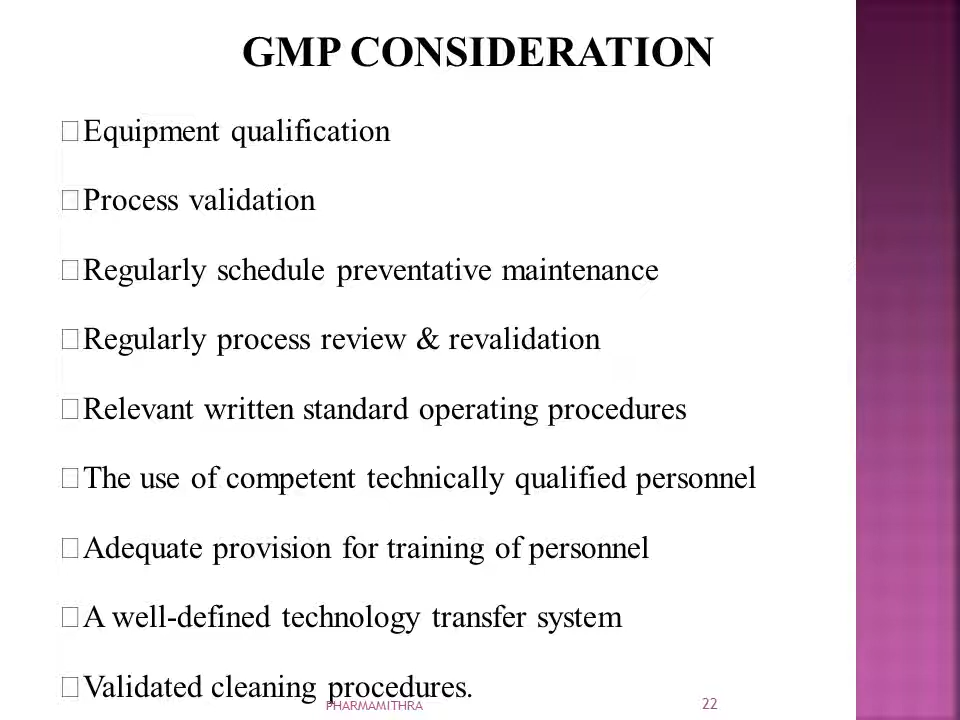 GMP CONSIDERATION
Equipment qualification
Process validation
Regularly schedule preventative maintenance
Regularly process review & revalidation
Relevant written standard operating procedures
The use of competent technically qualified personnel
Adequate provision for training of personnel
A well-defined technology transfer system
Validated cleaning procedures.
PHARMAMITHRA
22